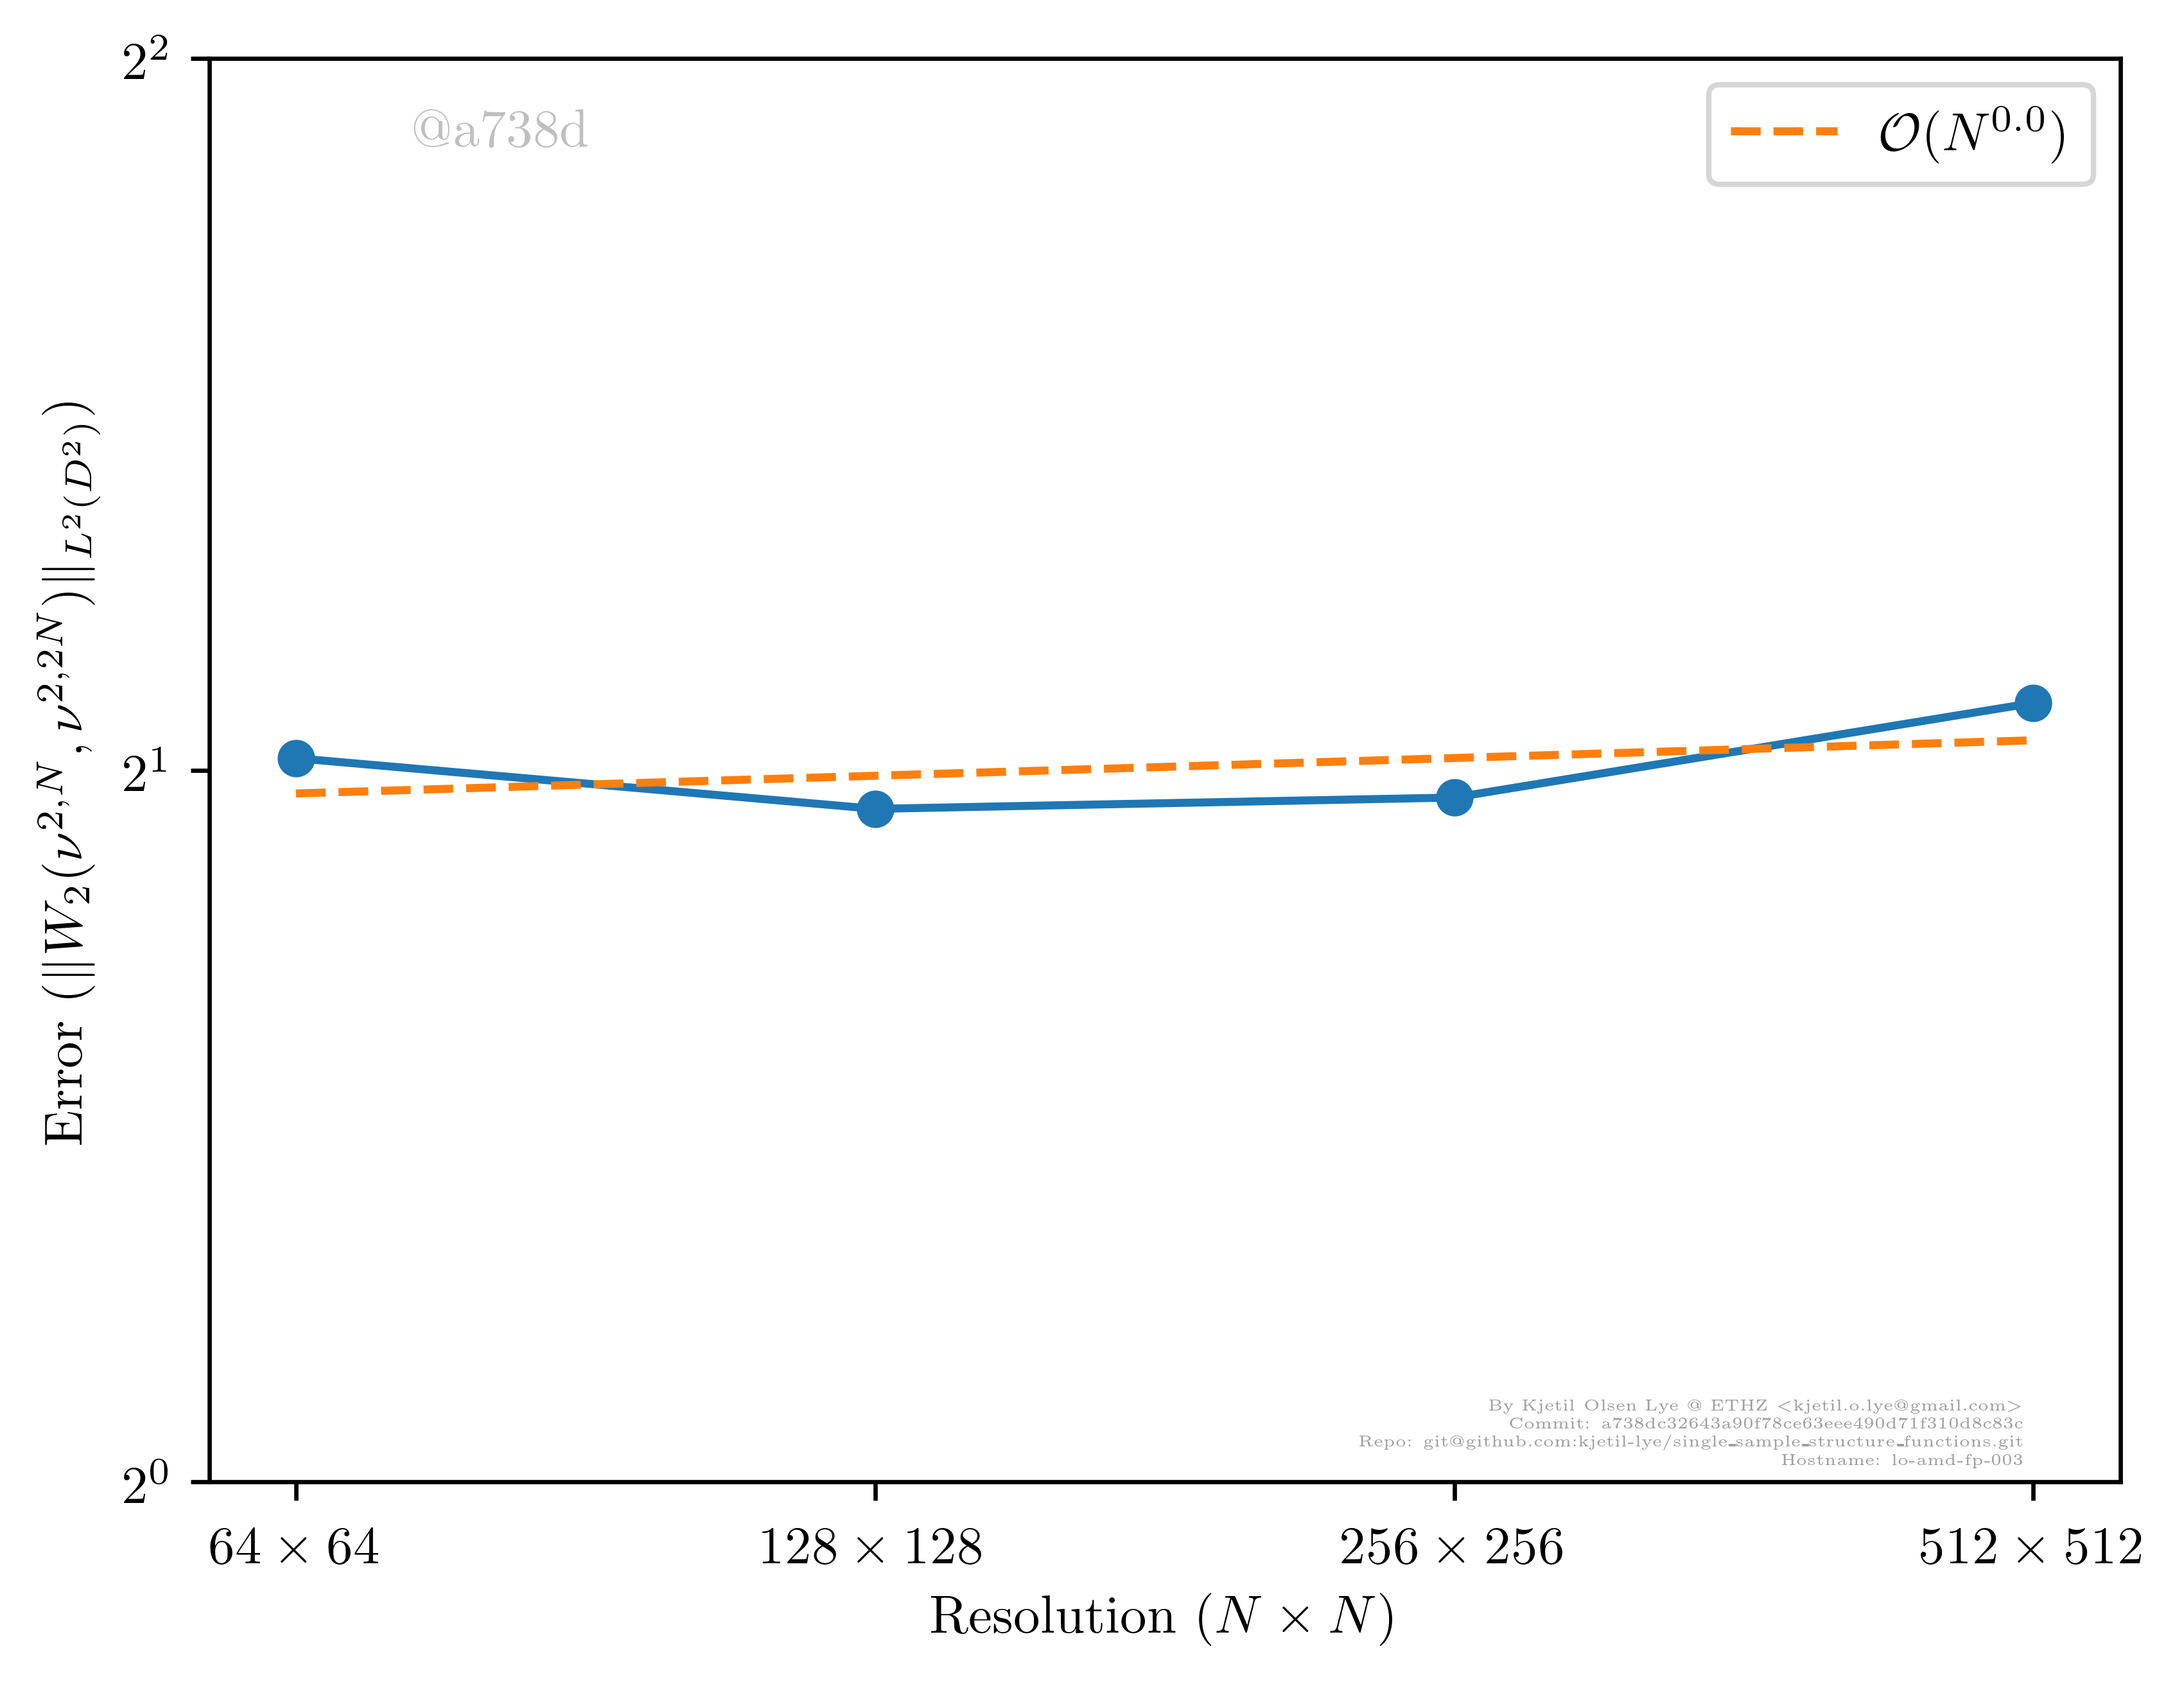 2^2
@a738d
O(N^{0.0})
2^1
Error (||W_2(ν^{2,N}, ν^{2,2N})||_{L^2(D^2)})
By Kjetil Olsen Lye @ ETHZ <kjetil.o.lye@gmail.com>
Commit: a738dc32643a90f78ce63eee490d71f310d8c83c
Repo: git@github.com:kjetil-lye/single_sample_structure_functions.git
Hostname: lo-amd-fp-003
2^0
64 × 64 128 × 128 256 × 256 512 × 512
Resolution (N × N)